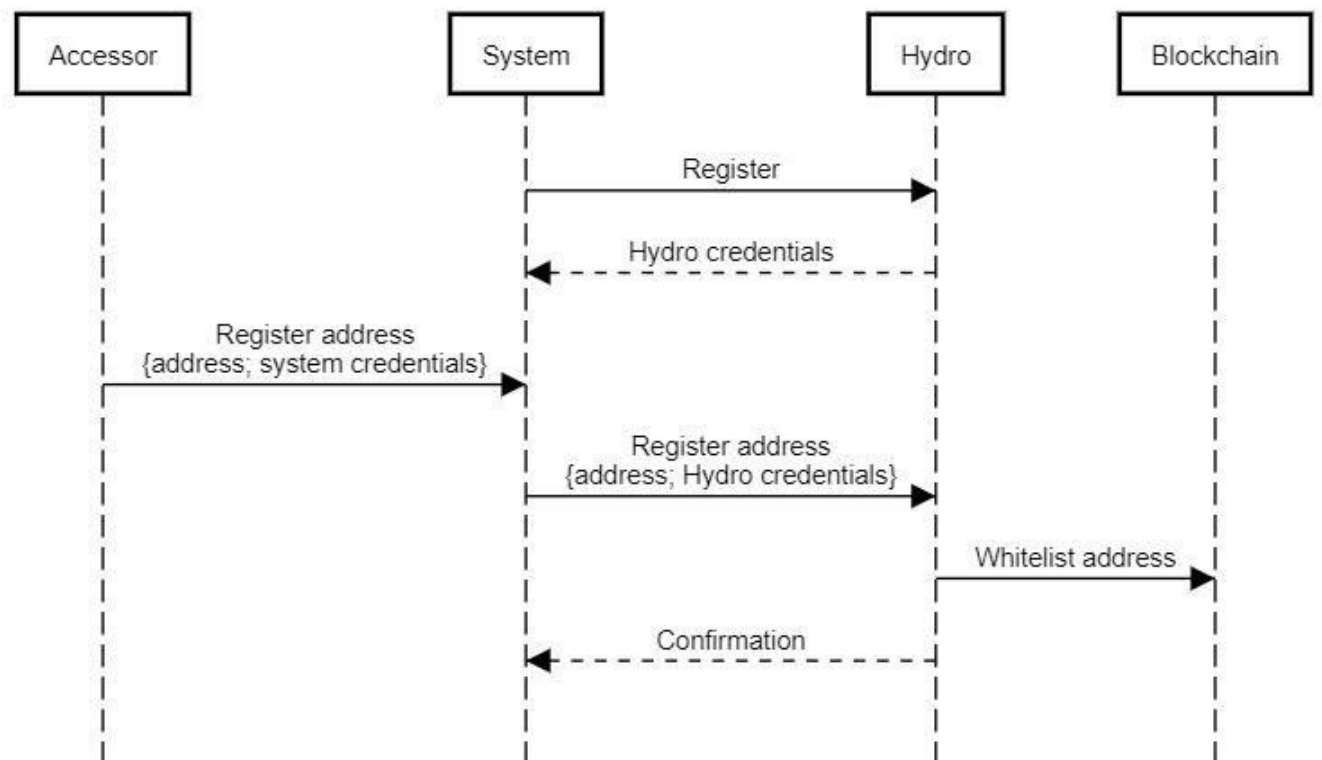 Accessor
System
Hydro
Blockchain
Register
Hydro credentials
Register address
{address; system credentials}
Register address
{address; Hydro credentials}
Whitelist address
Confirmation